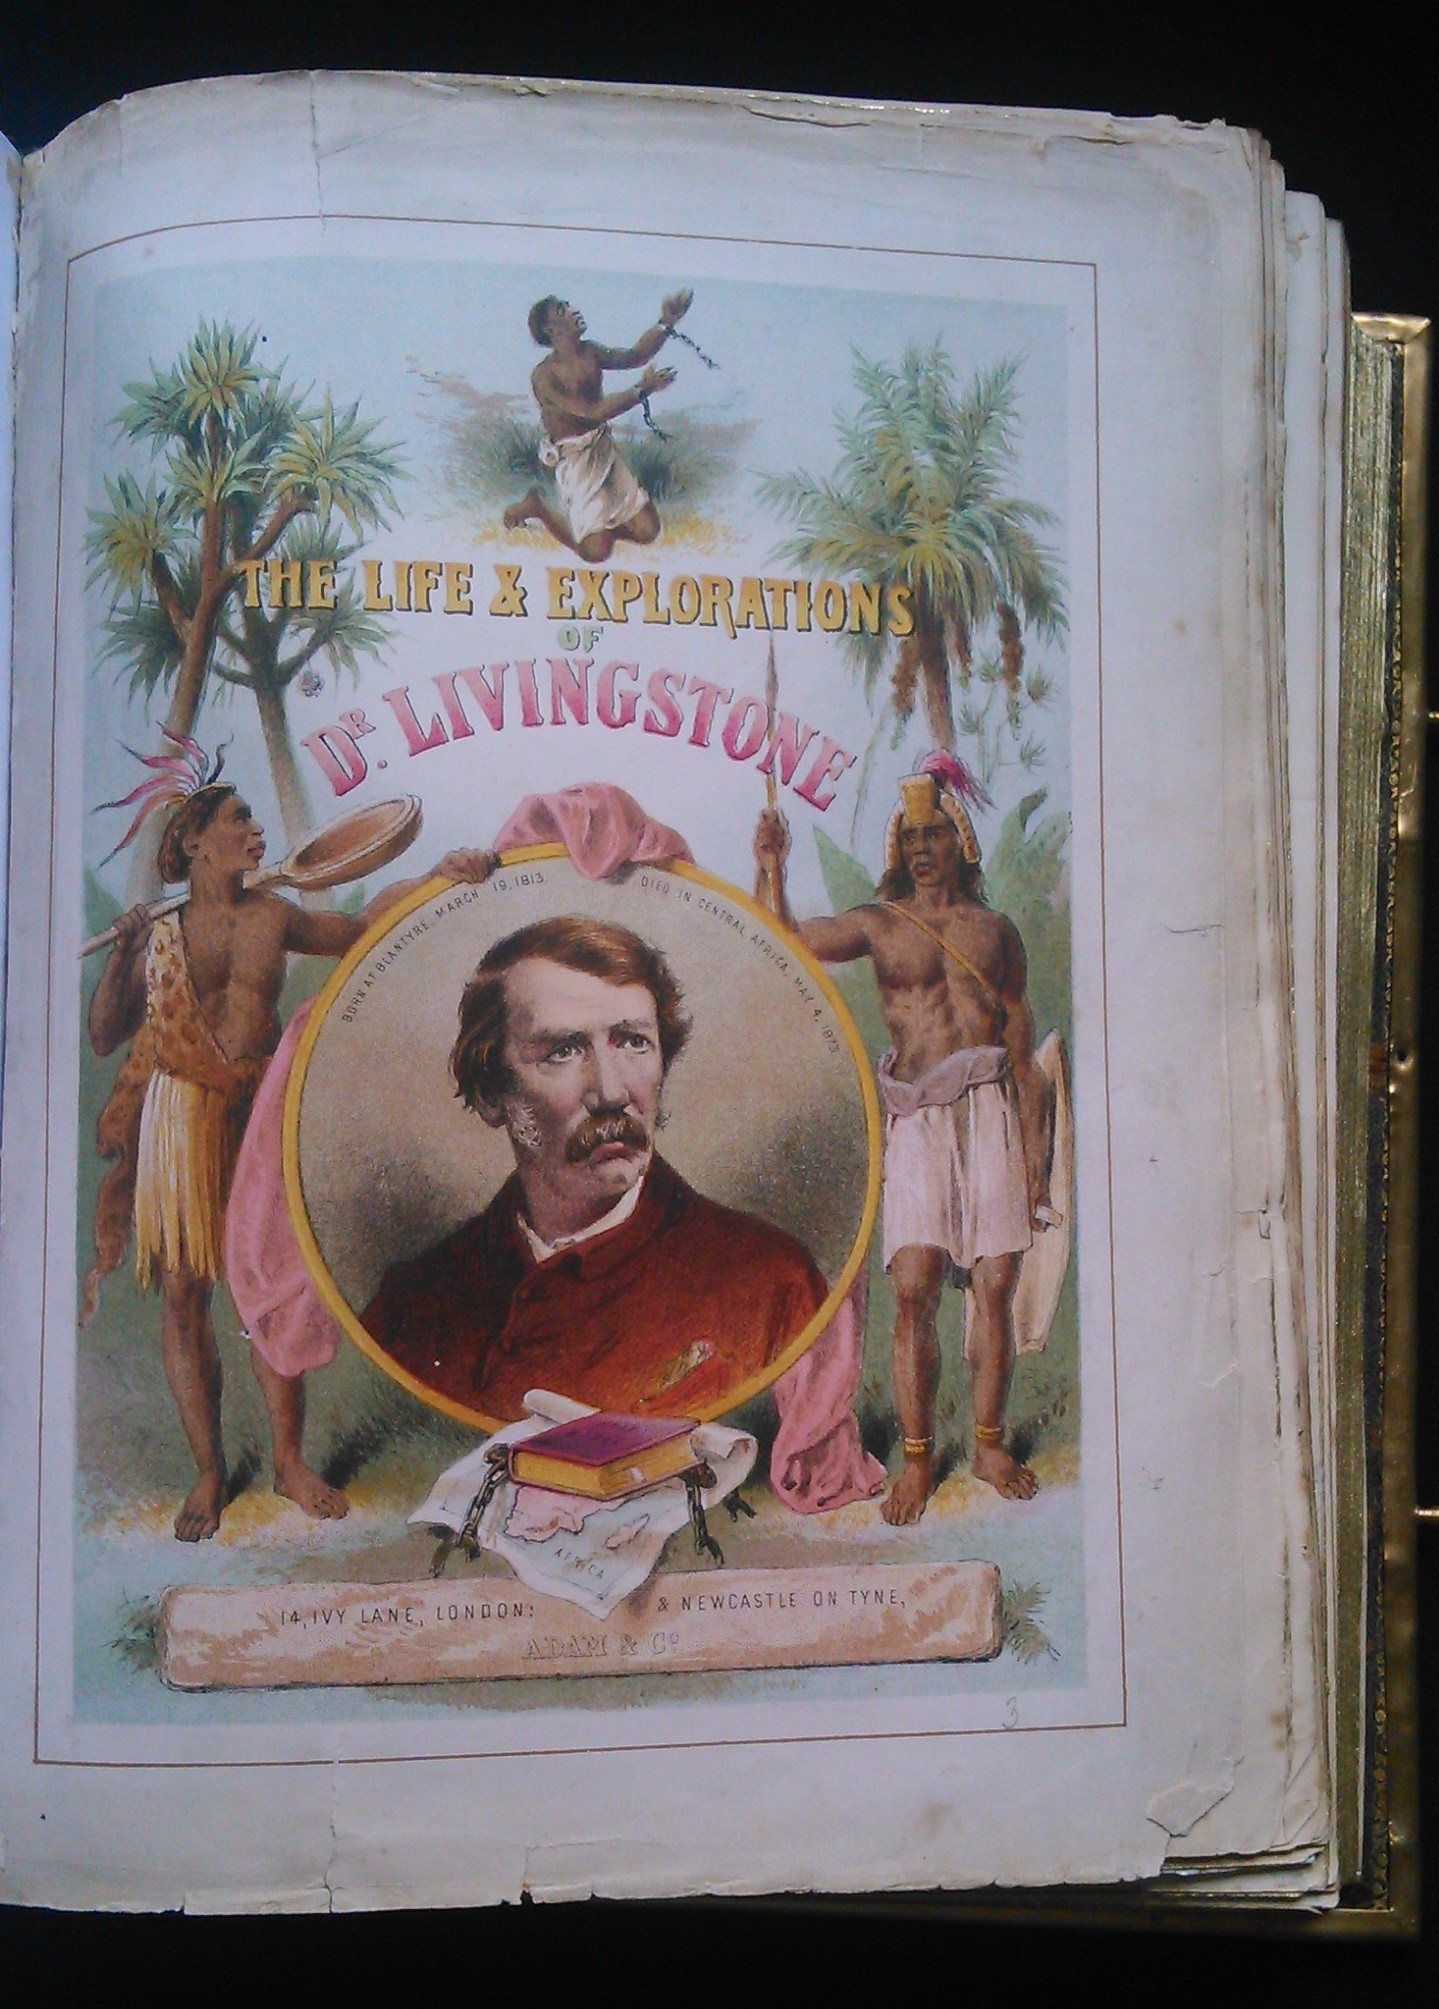 THE LIFE & EXPLORATIONS
OF
DR. LIVINGSTONE
BORN AT BLANTYRE, MARCH 19, 1813.
DIED IN CENTRAL AFRICA, MAY 4, 1873.
AFRICA
14, IVY LANE, LONDON:
& NEWCASTLE ON TYNE,
ADAM & Co
3